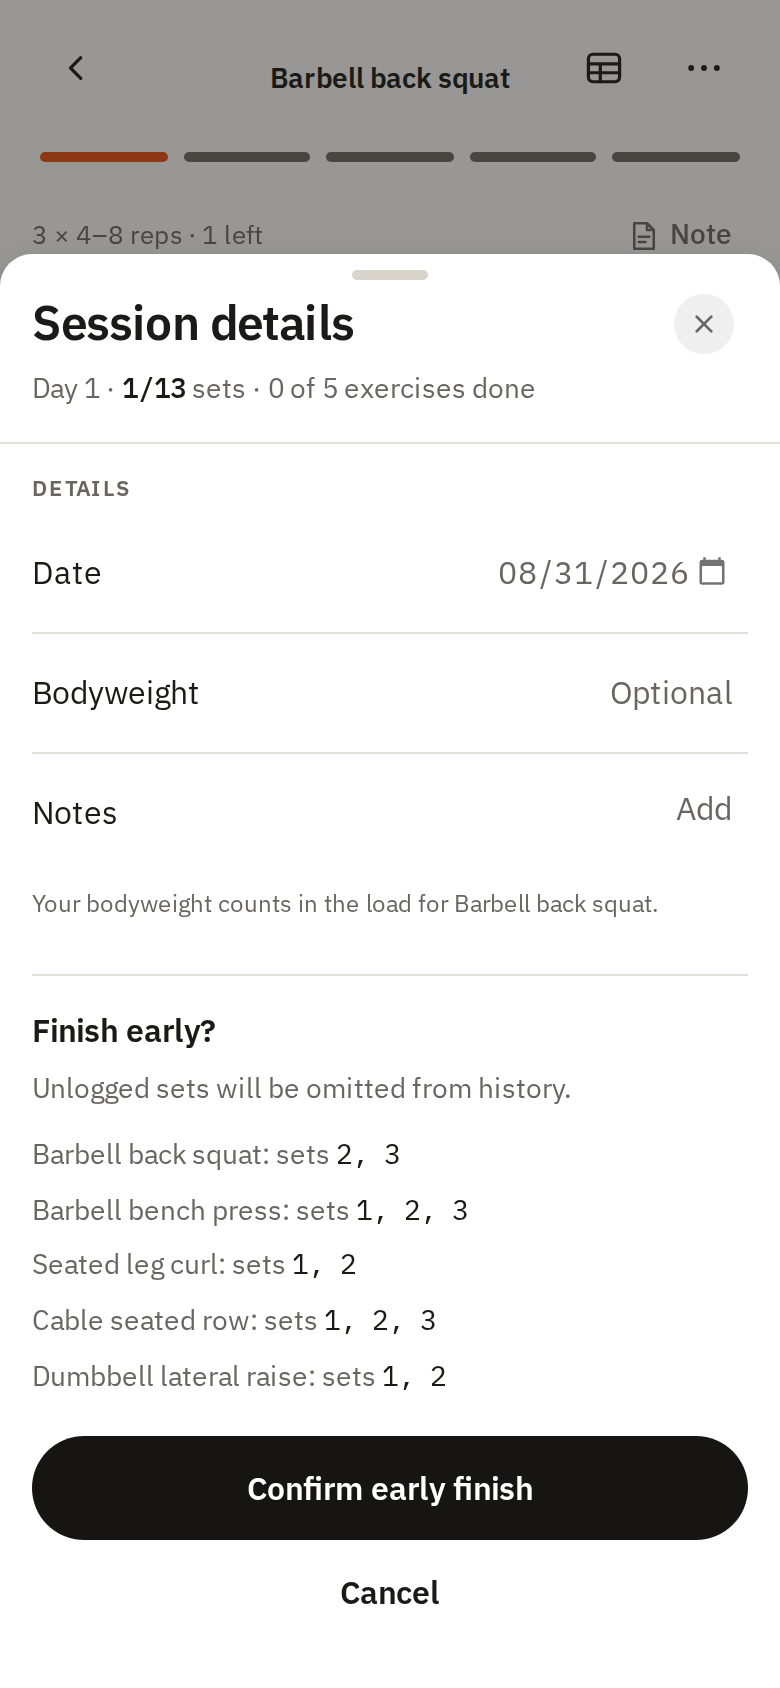 Barbell back squat
3 × 4–8 reps · 1 left
Note
Session details
Day 1 · 1/13 sets · 0 of 5 exercises done
DETAILS
Date
08/31/2026
Bodyweight
Optional
Notes
Add
Your bodyweight counts in the load for Barbell back squat.
Finish early?
Unlogged sets will be omitted from history.
Barbell back squat: sets 2, 3
Barbell bench press: sets 1, 2, 3
Seated leg curl: sets 1, 2
Cable seated row: sets 1, 2, 3
Dumbbell lateral raise: sets 1, 2
Confirm early finish
Cancel